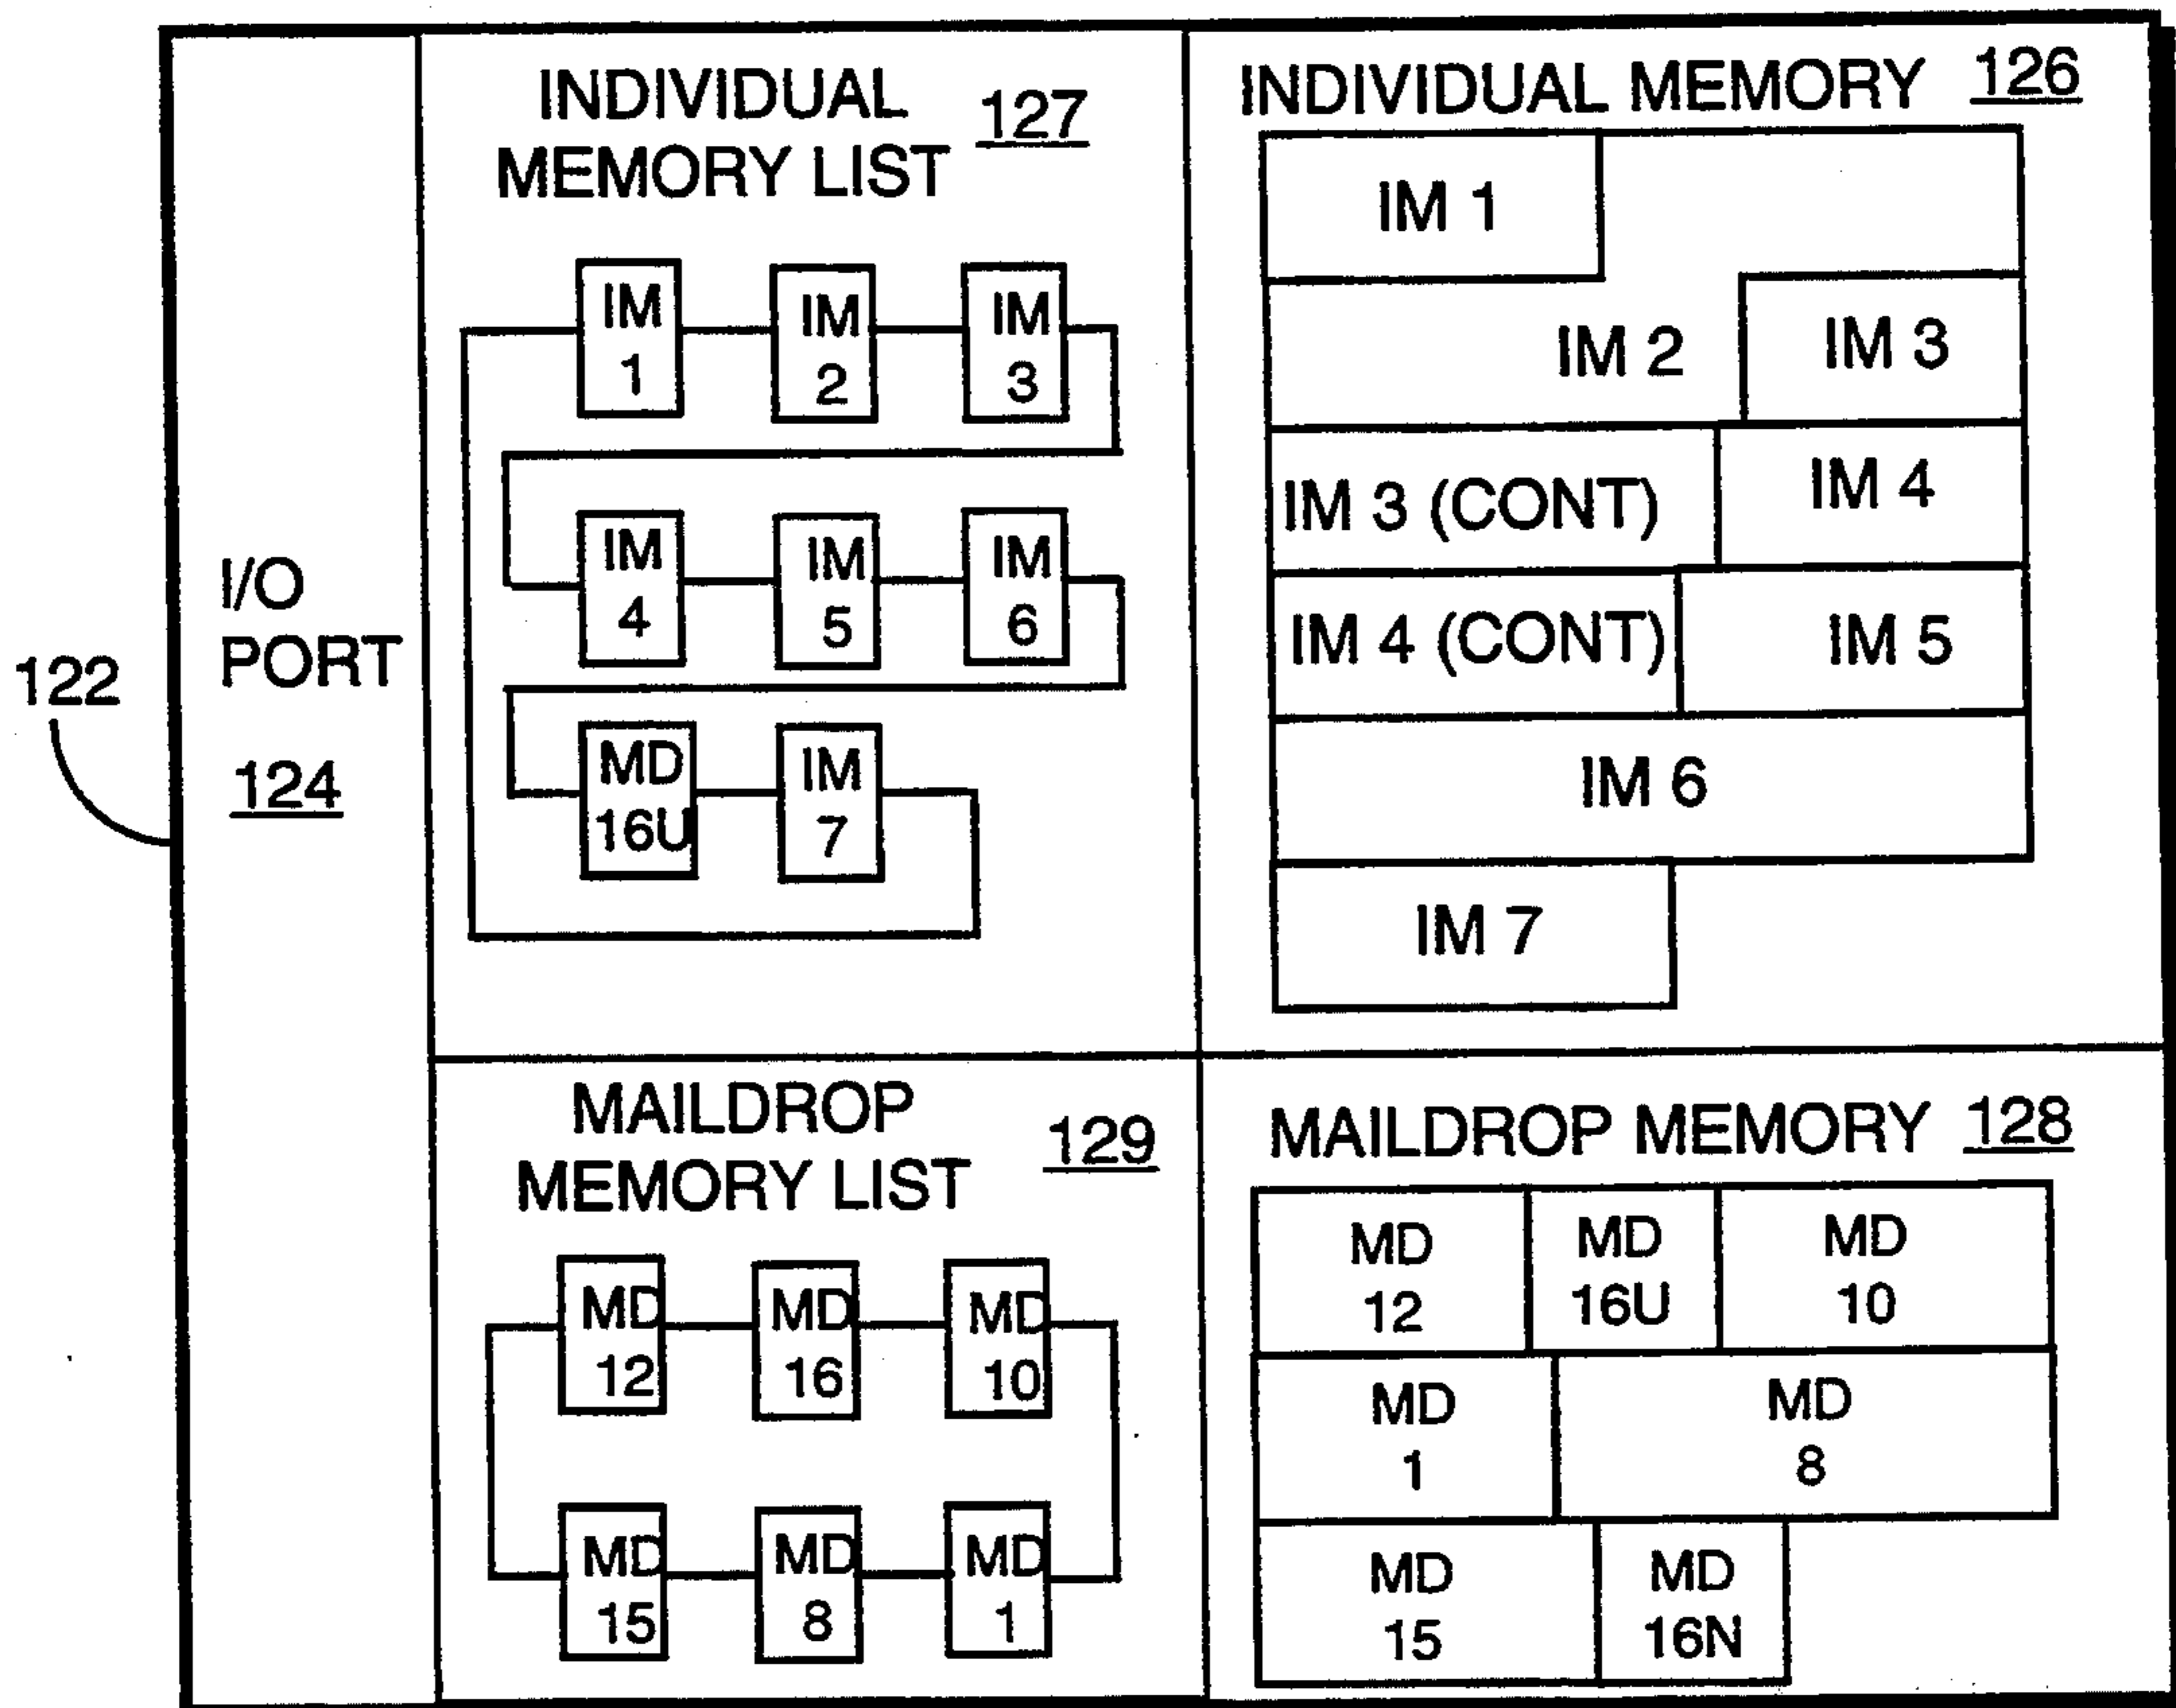 122
I/O
PORT
124
INDIVIDUAL
MEMORY LIST 127
IM
1
IM
2
IM
3
IM
4
IM
5
IM
6
MD
16U
IM
7
INDIVIDUAL MEMORY 126
IM 1
IM 2
IM 3
IM 3 (CONT)
IM 4
IM 4 (CONT)
IM 5
IM 6
IM 7
MAILDROP
MEMORY LIST 129
MD
12
MD
16
MD
10
MD
15
MD
8
MD
1
MAILDROP MEMORY 128
MD
12
MD
16U
MD
10
MD
1
MD
8
MD
15
MD
16N